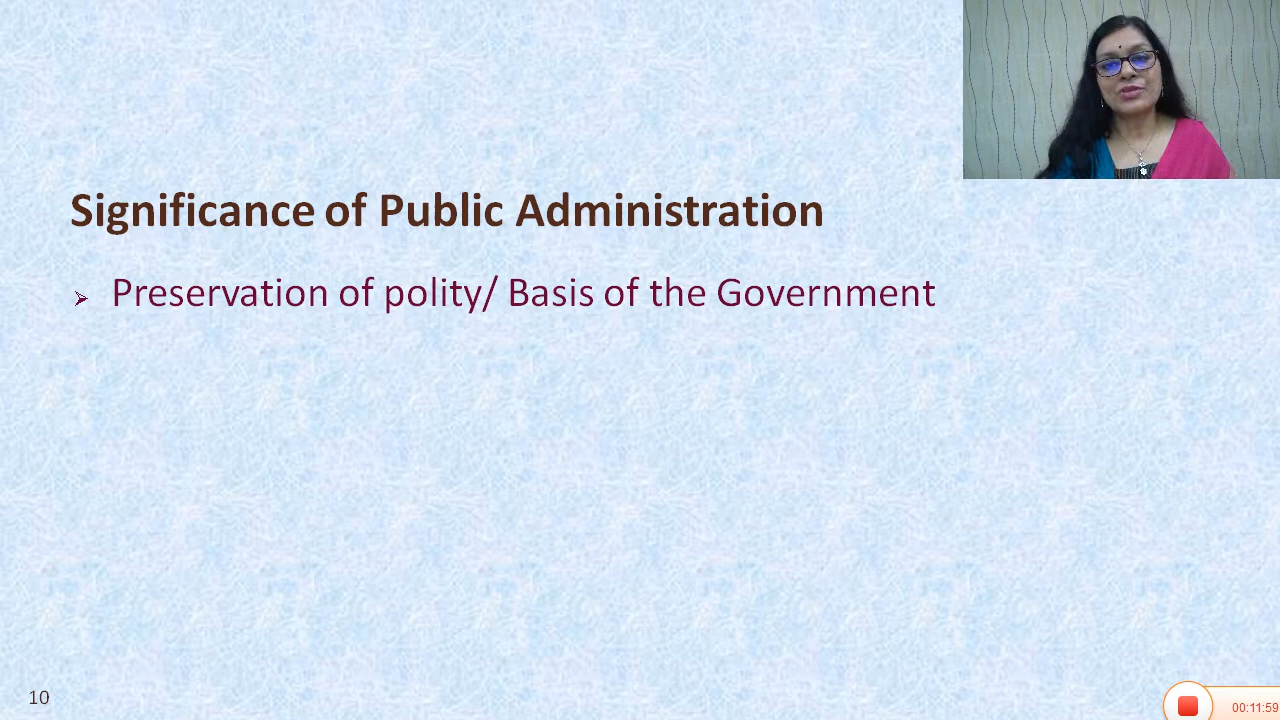 Significance of Public Administration
Preservation of polity/ Basis of the Government
10
00:11:59